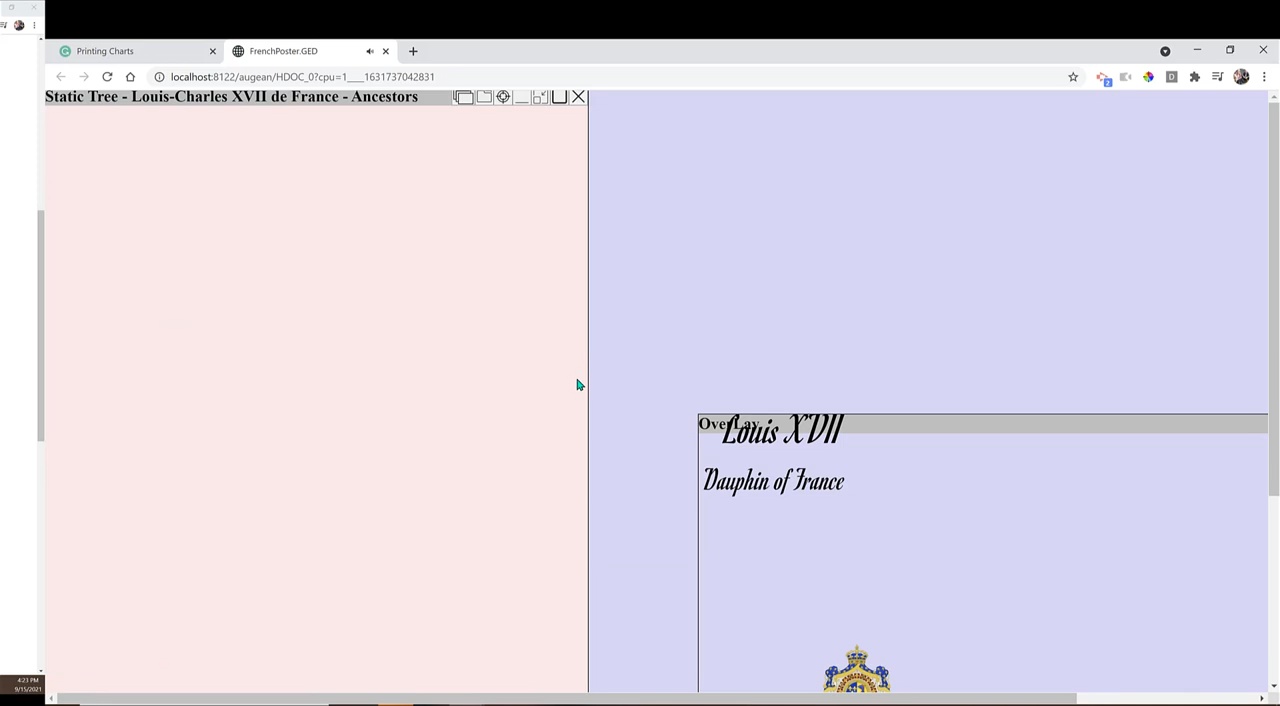 Printing Charts
FrenchPoster.GED
localhost:8122/augean/HDOC_0?cpu=1___1631737042831
2
D
Static Tree - Louis-Charles XVII de France - Ancestors
OverLay
Louis XVII
Dauphin of France
4:23 PM
9/15/2021